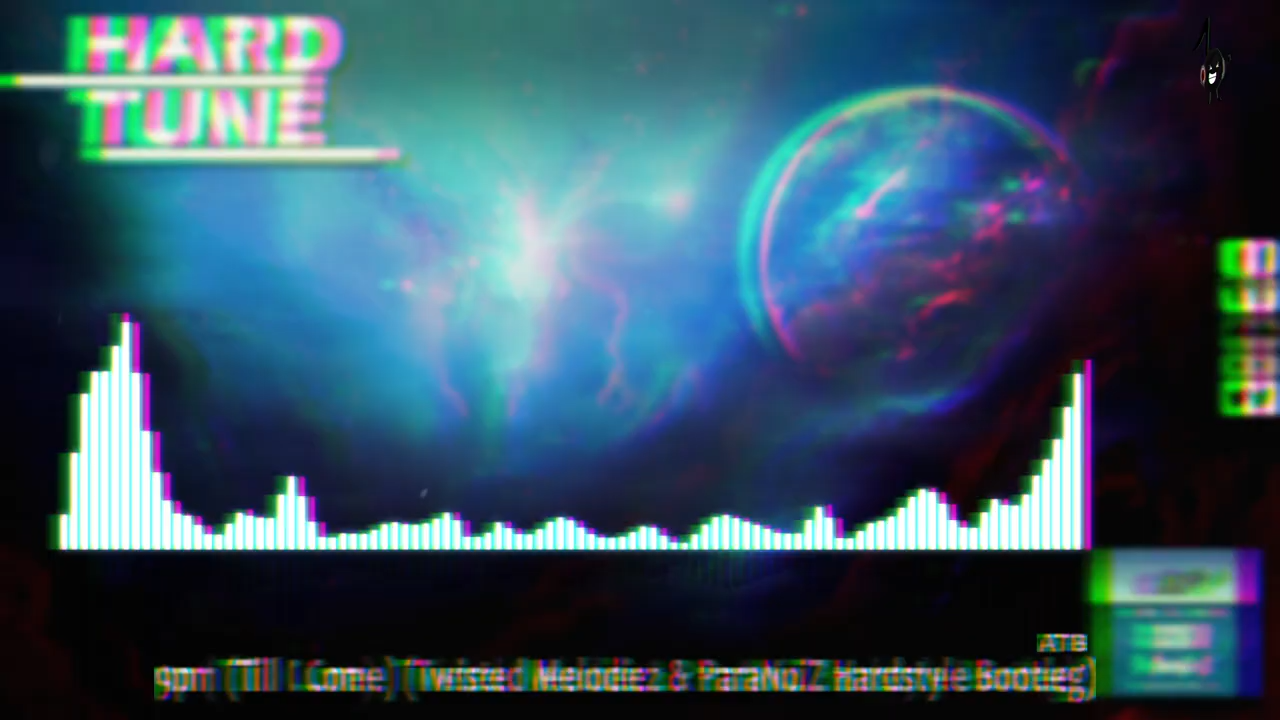 HARD
TUNE
ATB
9pm (Till I Come) (Twisted Melodiez & ParaNoiZ Hardstyle Bootleg)